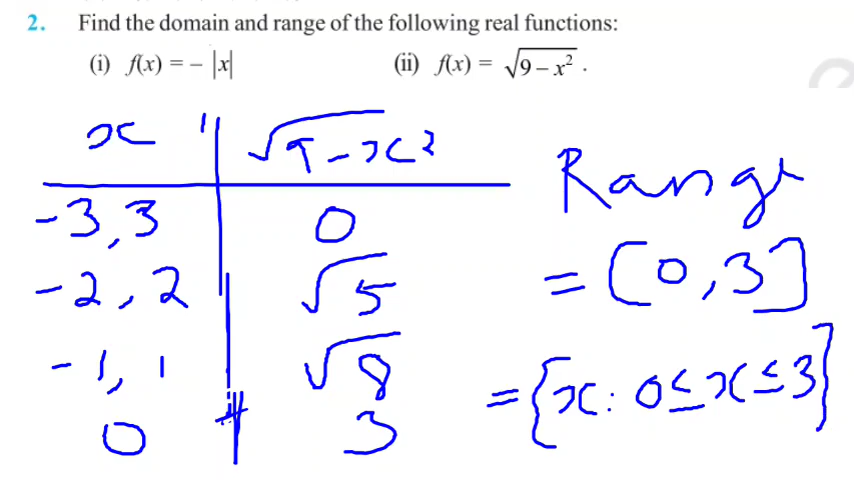 2. Find the domain and range of the following real functions:
(i) f(x) = – |x| (ii) f(x) = √9 – x² .
x √9-x²
-3,3 0
-2,2 √5
-1,1 √8
0 3
Range
= [0,3]
= {x: 0≤x≤3}